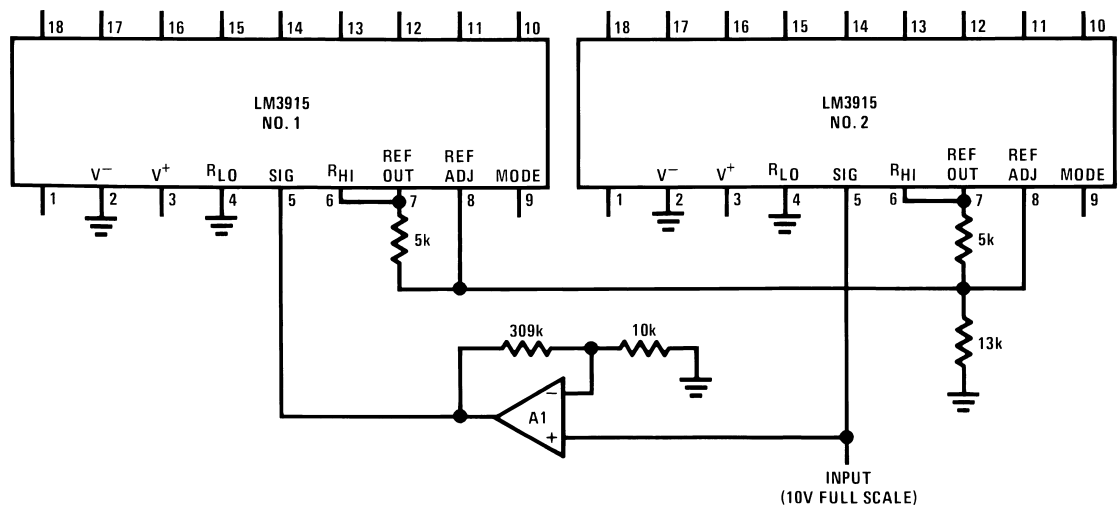 18 17 16 15 14 13 12 11 10
18 17 16 15 14 13 12 11 10
LM3915
NO. 1
LM3915
NO. 2
V⁻ V⁺ RLO SIG RHI REF OUT REF ADJ MODE
V⁻ V⁺ RLO SIG RHI REF OUT REF ADJ MODE
1 2 3 4 5 6 7 8 9
1 2 3 4 5 6 7 8 9
5k
5k
309k
10k
13k
−
A1
+
INPUT
(10V FULL SCALE)